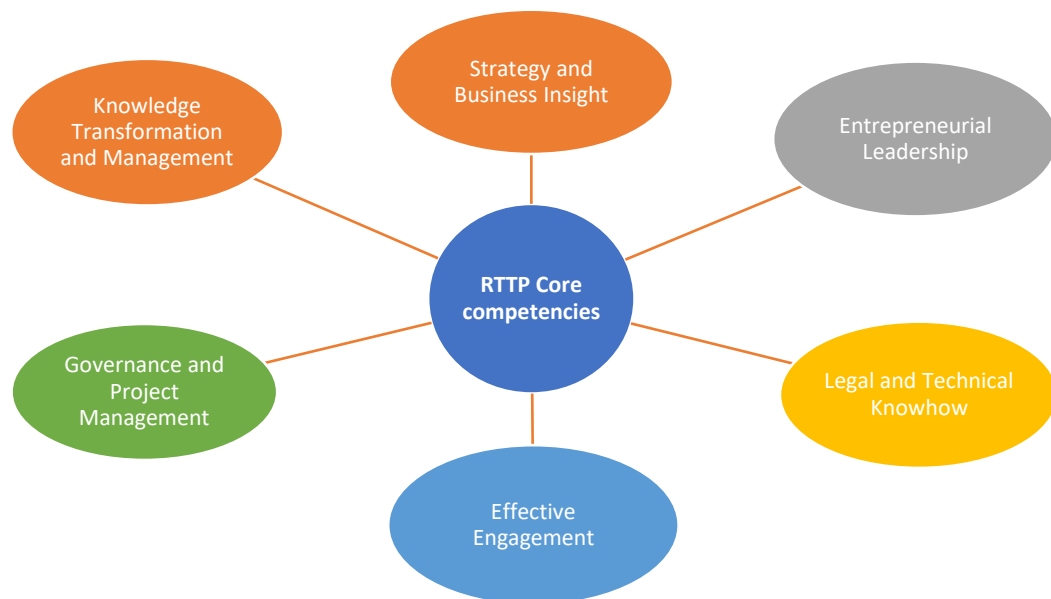 Strategy and
Business Insight
Knowledge
Transformation
and Management
Entrepreneurial
Leadership
RTTP Core
competencies
Governance and
Project
Management
Legal and Technical
Knowhow
Effective
Engagement